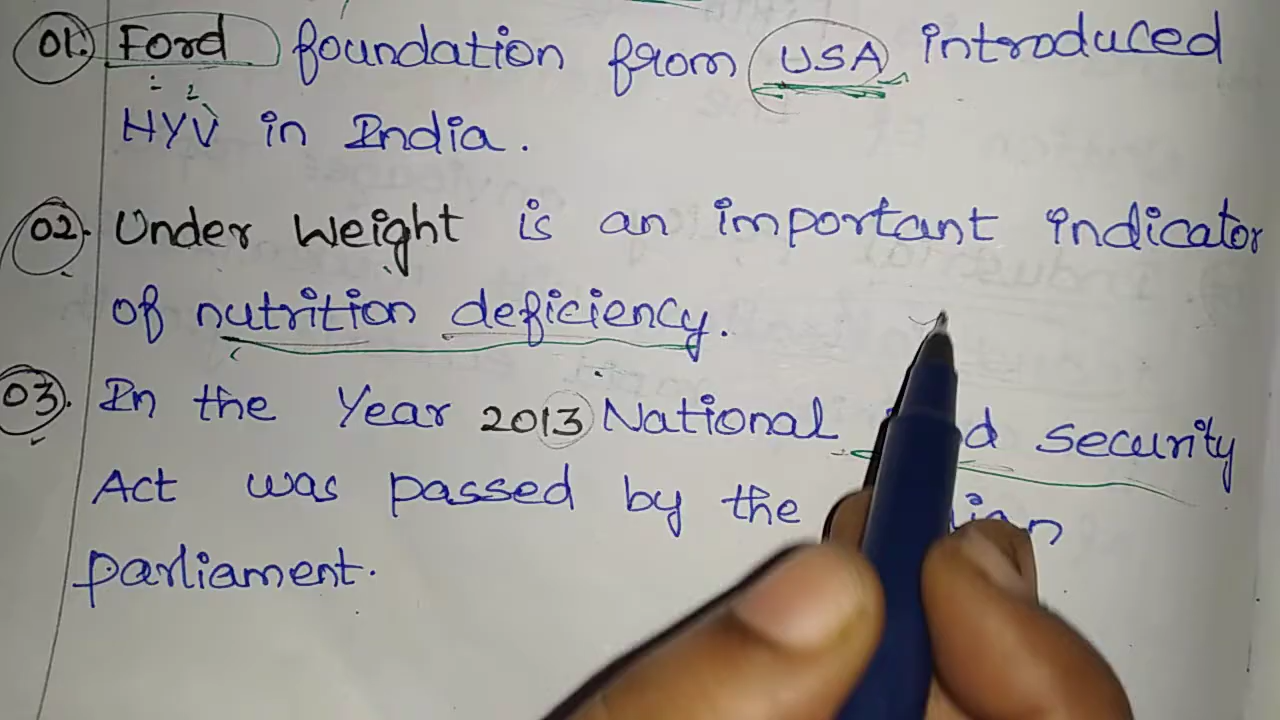 01. Ford foundation from USA introduced
HYV in India.
02. Under weight is an important indicator
of nutrition deficiency.
03. In the Year 2013 National security
Act was passed by the
parliament.